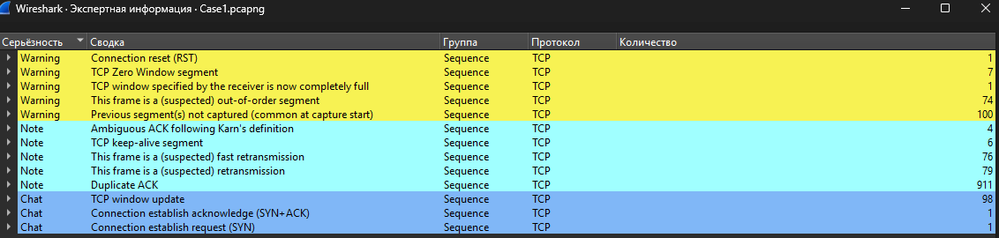 Wireshark · Экспертная информация · Case1.pcapng
Серьёзность Сводка Группа Протокол Количество
Warning Connection reset (RST) Sequence TCP 1
Warning TCP Zero Window segment Sequence TCP 7
Warning TCP window specified by the receiver is now completely full Sequence TCP 1
Warning This frame is a (suspected) out-of-order segment Sequence TCP 74
Warning Previous segment(s) not captured (common at capture start) Sequence TCP 100
Note Ambiguous ACK following Karn's definition Sequence TCP 4
Note TCP keep-alive segment Sequence TCP 6
Note This frame is a (suspected) fast retransmission Sequence TCP 76
Note This frame is a (suspected) retransmission Sequence TCP 79
Note Duplicate ACK Sequence TCP 911
Chat TCP window update Sequence TCP 98
Chat Connection establish acknowledge (SYN+ACK) Sequence TCP 1
Chat Connection establish request (SYN) Sequence TCP 1